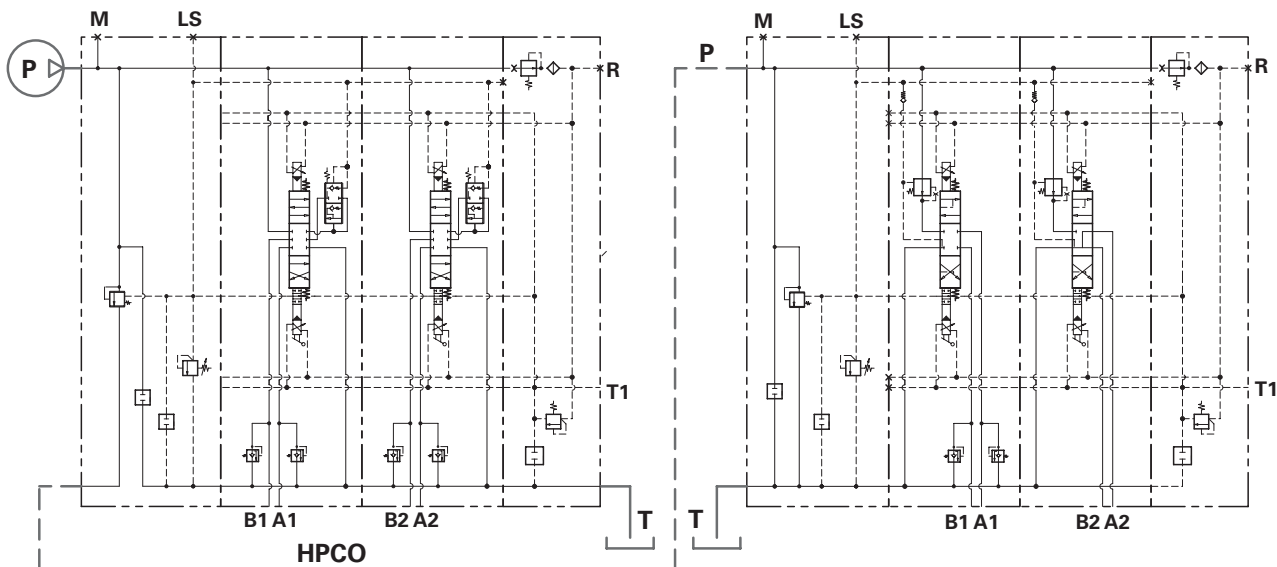 M LS M LS
P R P R
T1 T1
T T
B1 A1 B2 A2 B1 A1 B2 A2
HPCO